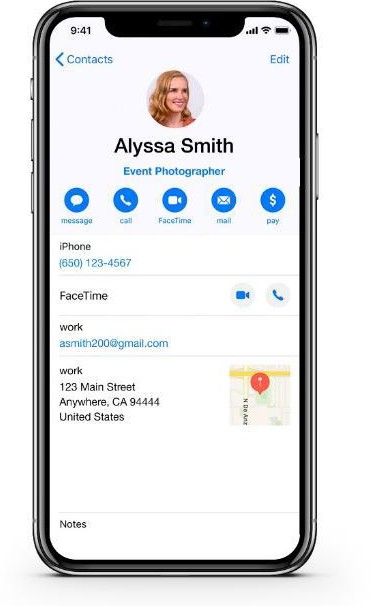 9:41
Contacts
Edit
Alyssa Smith
Event Photographer
message call FaceTime mail pay
iPhone
(650) 123-4567
FaceTime
work
asmith200@gmail.com
work
123 Main Street
Anywhere, CA 94444
United States
N De Anz
Notes